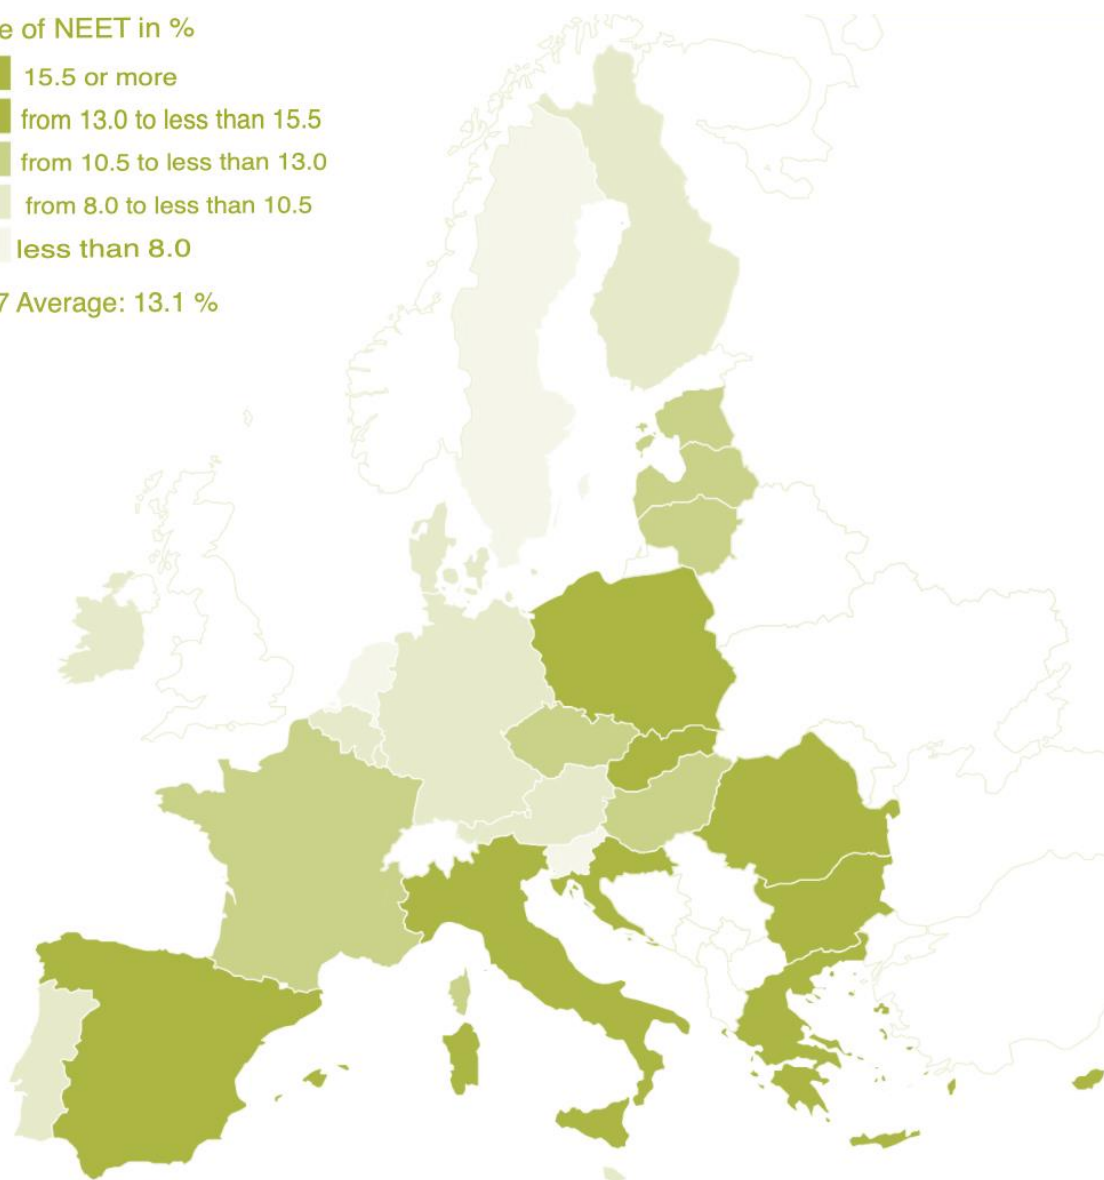 e of NEET in %
15.5 or more
from 13.0 to less than 15.5
from 10.5 to less than 13.0
from 8.0 to less than 10.5
less than 8.0
7 Average: 13.1 %